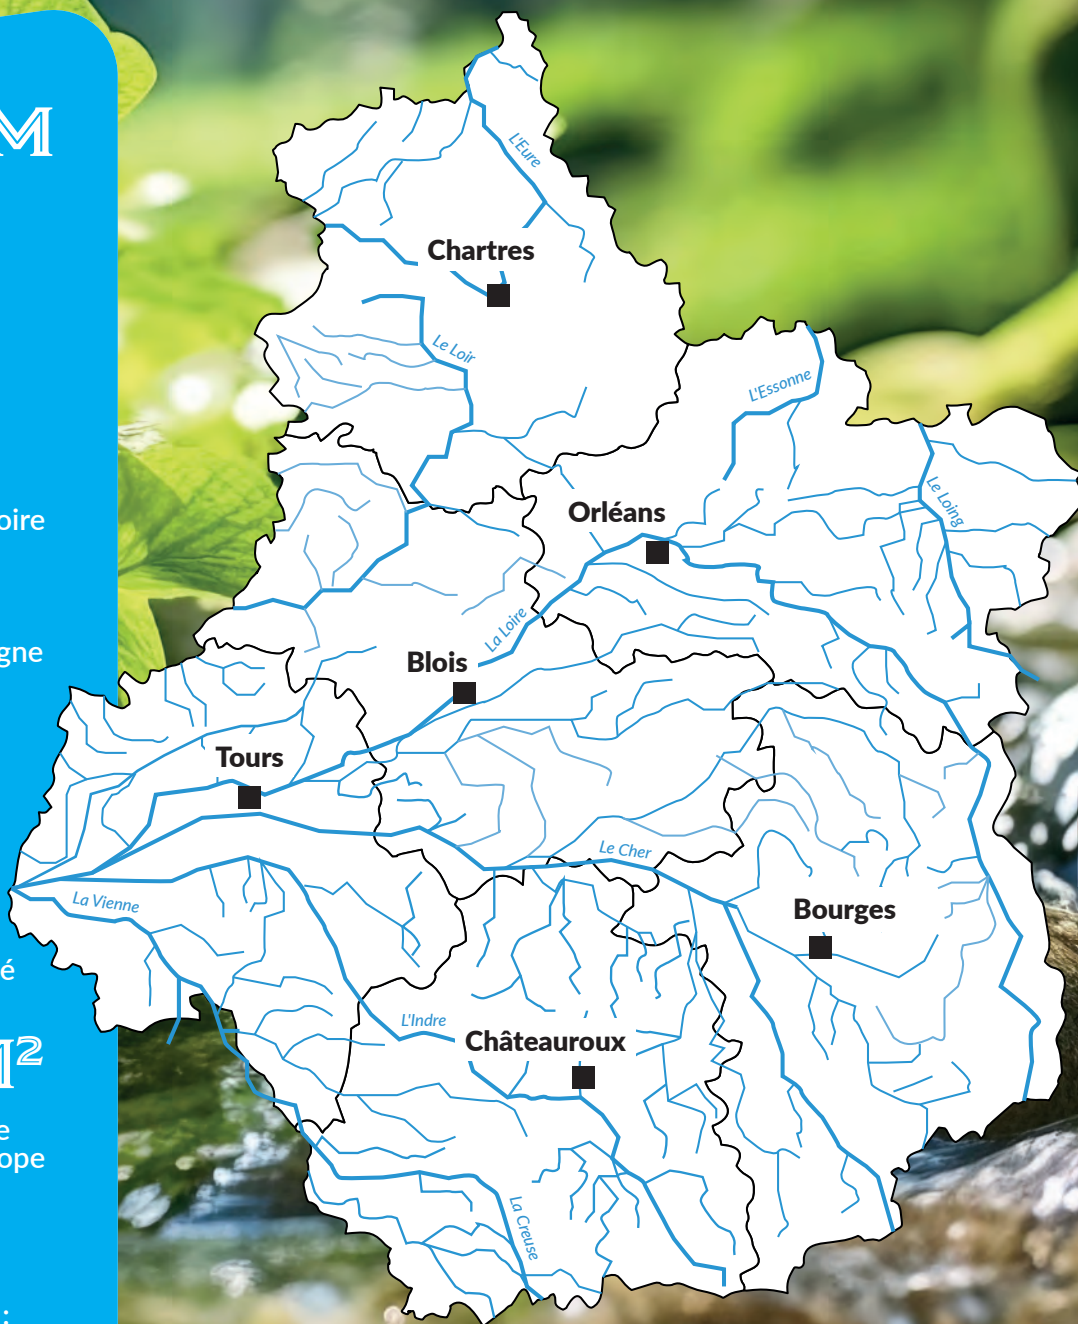 M
oire
gne
é
M²
e
ope
:
L'Eure
Chartres
Le Loir
L'Essonne
Le Loing
Orléans
La Loire
Blois
Tours
Le Cher
La Vienne
Bourges
L'Indre
Châteauroux
La Creuse